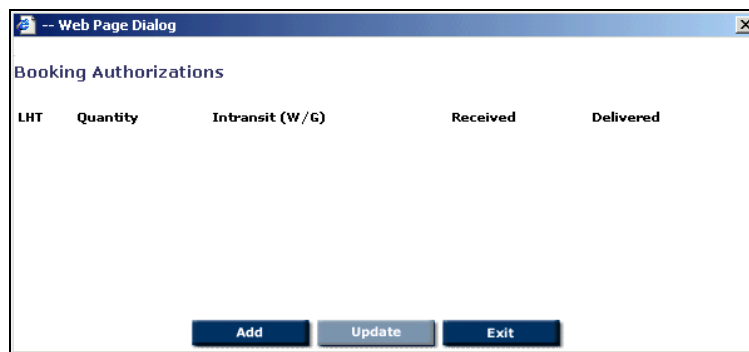 -- Web Page Dialog
Booking Authorizations
LHT Quantity Intransit (W/G) Received Delivered
Add Update Exit